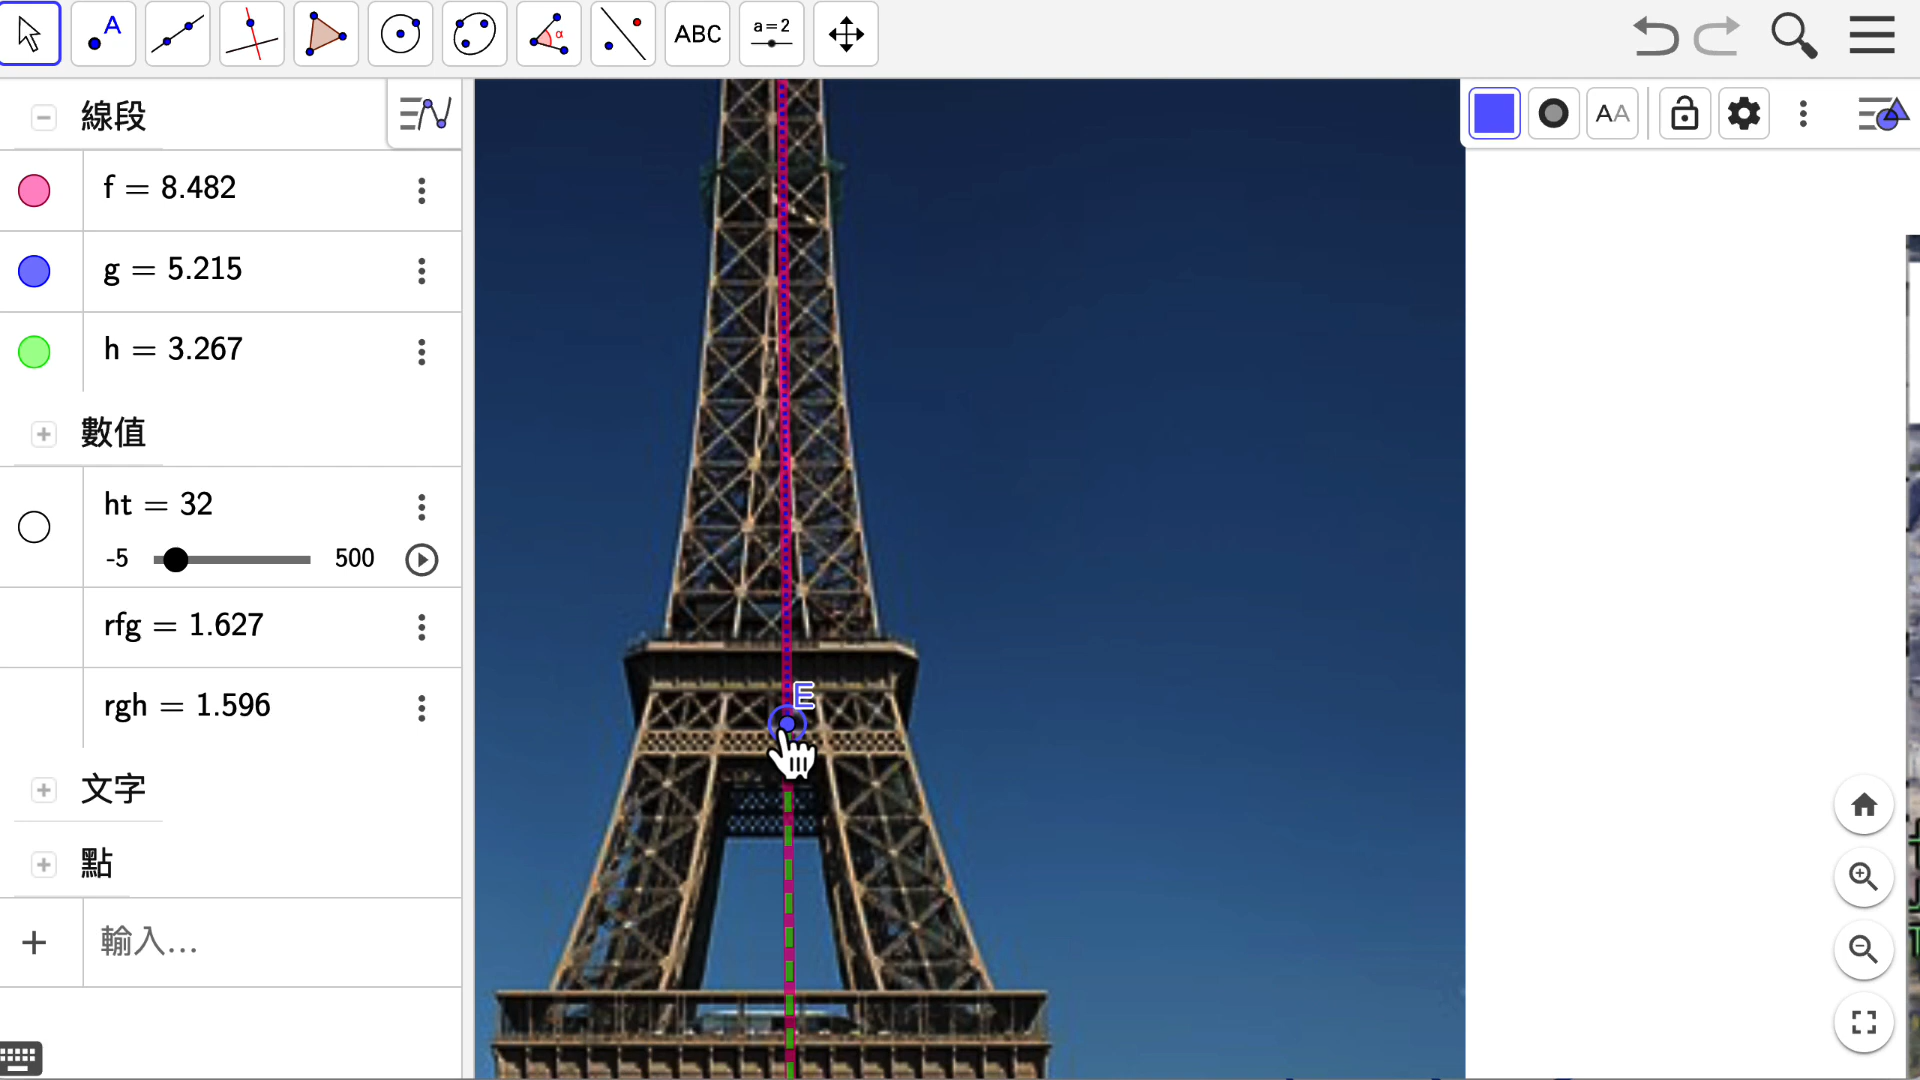 A
α
ABC
a=2
線段
AA
f = 8.482
g = 5.215
h = 3.267
數值
ht = 32
-5
500
rfg = 1.627
rgh = 1.596
E
文字
點
輸入...